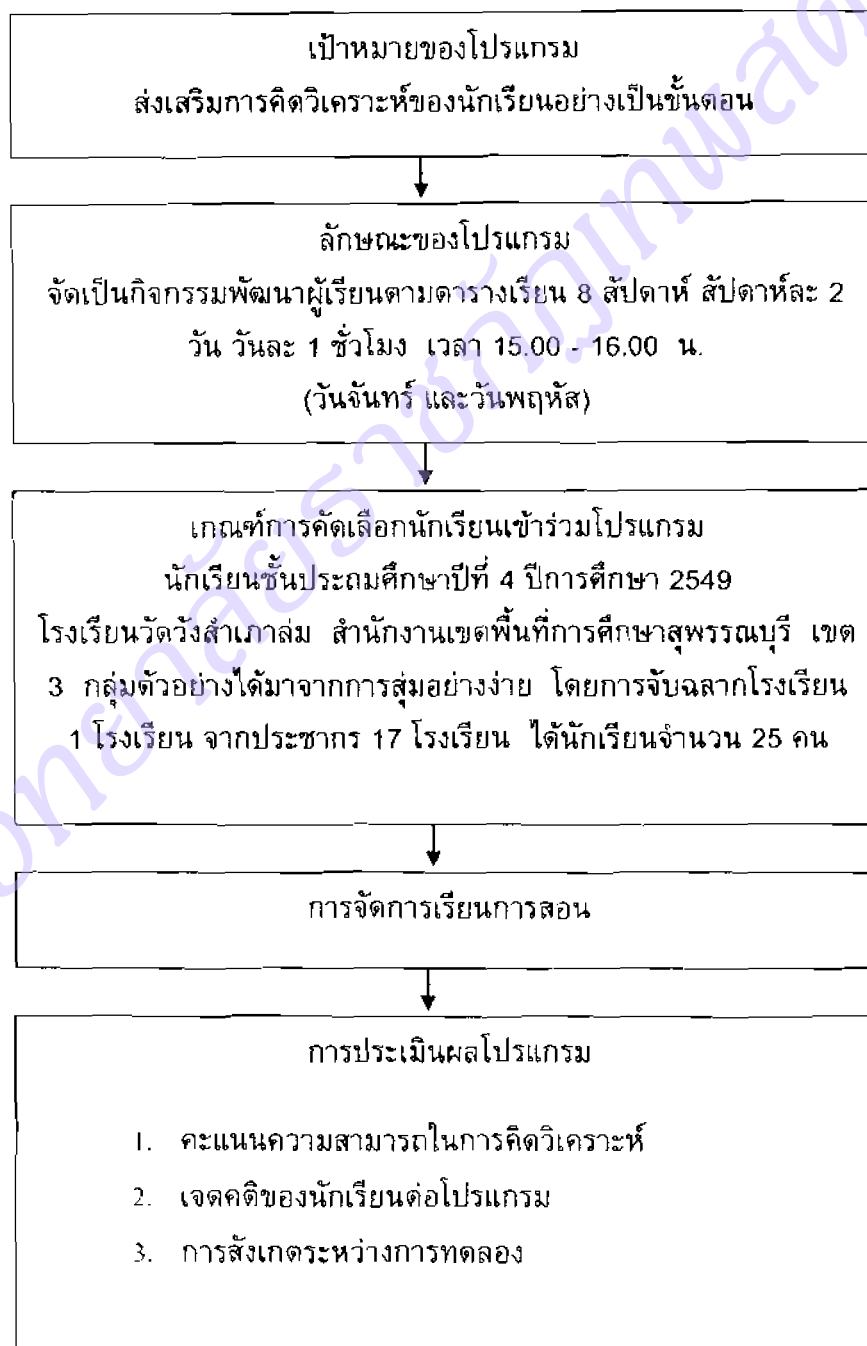 เป้าหมายของโปรแกรม
ส่งเสริมการคิดวิเคราะห์ของนักเรียนอย่างเป็นขั้นตอน
ลักษณะของโปรแกรม
จัดเป็นกิจกรรมพัฒนาผู้เรียนตามตารางเรียน 8 สัปดาห์ สัปดาห์ละ 2
วัน วันละ 1 ชั่วโมง เวลา 15.00 - 16.00 น.
(วันจันทร์ และวันพฤหัส)
เกณฑ์การคัดเลือกนักเรียนเข้าร่วมโปรแกรม
นักเรียนชั้นประถมศึกษาปีที่ 4 ปีการศึกษา 2549
โรงเรียนวัดวังสำเภาล่ม สำนักงานเขตพื้นที่การศึกษาสุพรรณบุรี เขต
3 กลุ่มตัวอย่างได้มาจากการสุ่มอย่างง่าย โดยการจับฉลากโรงเรียน
1 โรงเรียน จากประชากร 17 โรงเรียน ได้นักเรียนจำนวน 25 คน
การจัดการเรียนการสอน
การประเมินผลโปรแกรม
1. คะแนนความสามารถในการคิดวิเคราะห์
2. เจตคติของนักเรียนต่อโปรแกรม
3. การสังเกตระหว่างการทดลอง